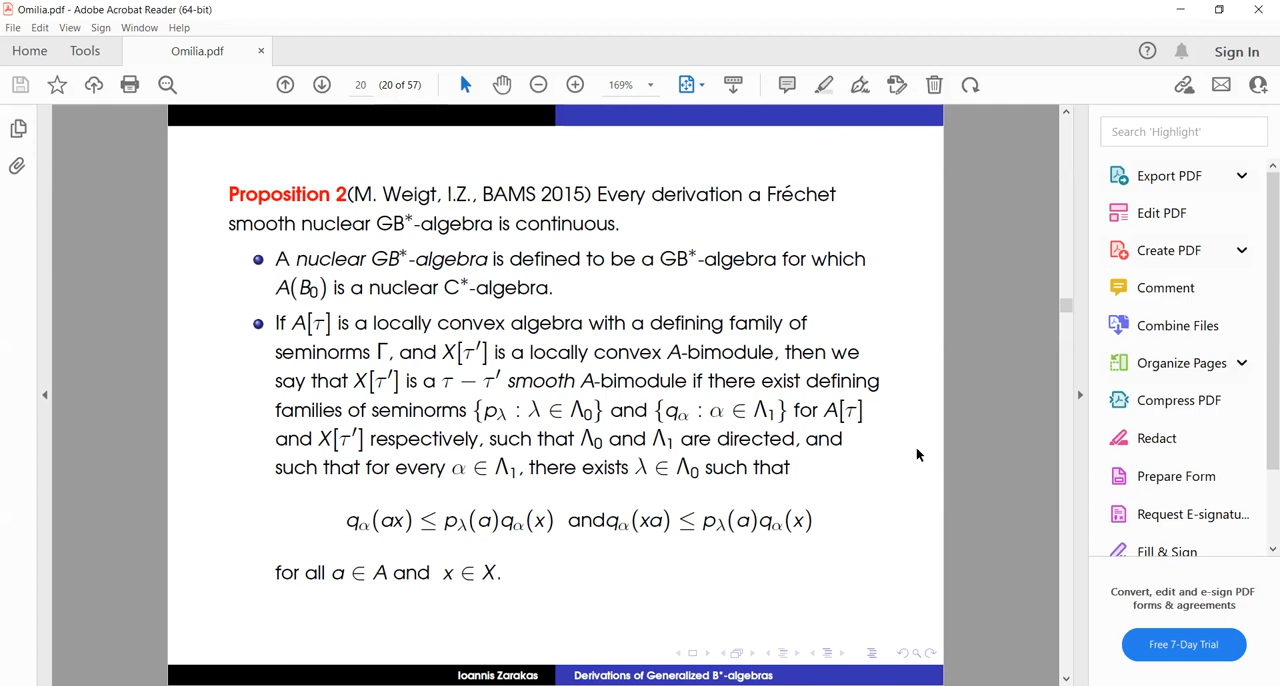 Omilia.pdf - Adobe Acrobat Reader (64-bit)
File Edit View Sign Window Help
Home Tools Omilia.pdf × Sign In
20 (20 of 57) 169%
Search 'Highlight'
Export PDF
Edit PDF
Create PDF
Comment
Combine Files
Organize Pages
Compress PDF
Redact
Prepare Form
Request E-signatu...
Fill & Sign
Convert, edit and e-sign PDF
forms & agreements
Free 7-Day Trial
Proposition 2(M. Weigt, I.Z., BAMS 2015) Every derivation a Fréchet
smooth nuclear GB*-algebra is continuous.
A nuclear GB*-algebra is defined to be a GB*-algebra for which
A(B₀) is a nuclear C*-algebra.
If A[τ] is a locally convex algebra with a defining family of
seminorms Γ, and X[τ′] is a locally convex A-bimodule, then we
say that X[τ′] is a τ − τ′ smooth A-bimodule if there exist defining
families of seminorms {p_λ : λ ∈ Λ₀} and {q_α : α ∈ Λ₁} for A[τ]
and X[τ′] respectively, such that Λ₀ and Λ₁ are directed, and
such that for every α ∈ Λ₁, there exists λ ∈ Λ₀ such that
q_α(ax) ≤ p_λ(a)q_α(x) andq_α(xa) ≤ p_λ(a)q_α(x)
for all a ∈ A and x ∈ X.
Ioannis Zarakas Derivations of Generalized B*-algebras